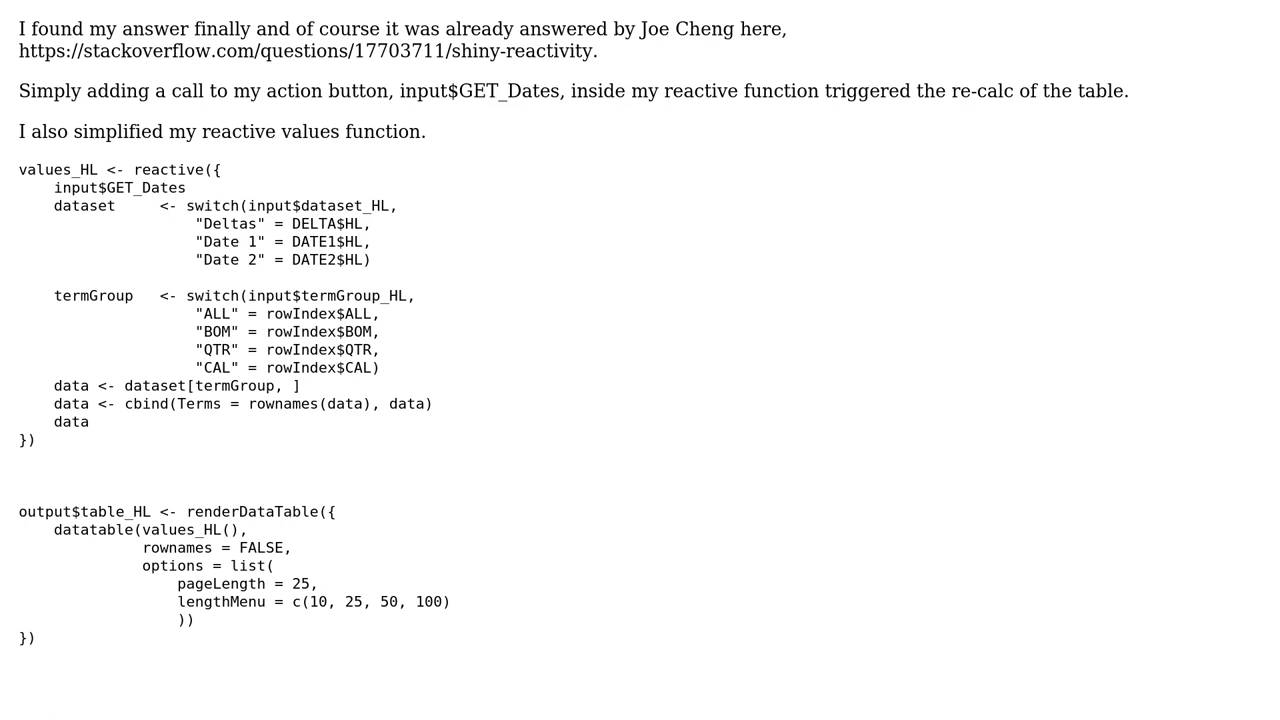 I found my answer finally and of course it was already answered by Joe Cheng here,
https://stackoverflow.com/questions/17703711/shiny-reactivity.
Simply adding a call to my action button, input$GET_Dates, inside my reactive function triggered the re-calc of the table.
I also simplified my reactive values function.
values_HL <- reactive({
    input$GET_Dates
    dataset     <- switch(input$dataset_HL,
                    "Deltas" = DELTA$HL,
                    "Date 1" = DATE1$HL,
                    "Date 2" = DATE2$HL)

    termGroup   <- switch(input$termGroup_HL,
                    "ALL" = rowIndex$ALL,
                    "BOM" = rowIndex$BOM,
                    "QTR" = rowIndex$QTR,
                    "CAL" = rowIndex$CAL)
    data <- dataset[termGroup, ]
    data <- cbind(Terms = rownames(data), data)
    data
})

output$table_HL <- renderDataTable({
    datatable(values_HL(),
              rownames = FALSE,
              options = list(
                  pageLength = 25,
                  lengthMenu = c(10, 25, 50, 100)
                  ))
})